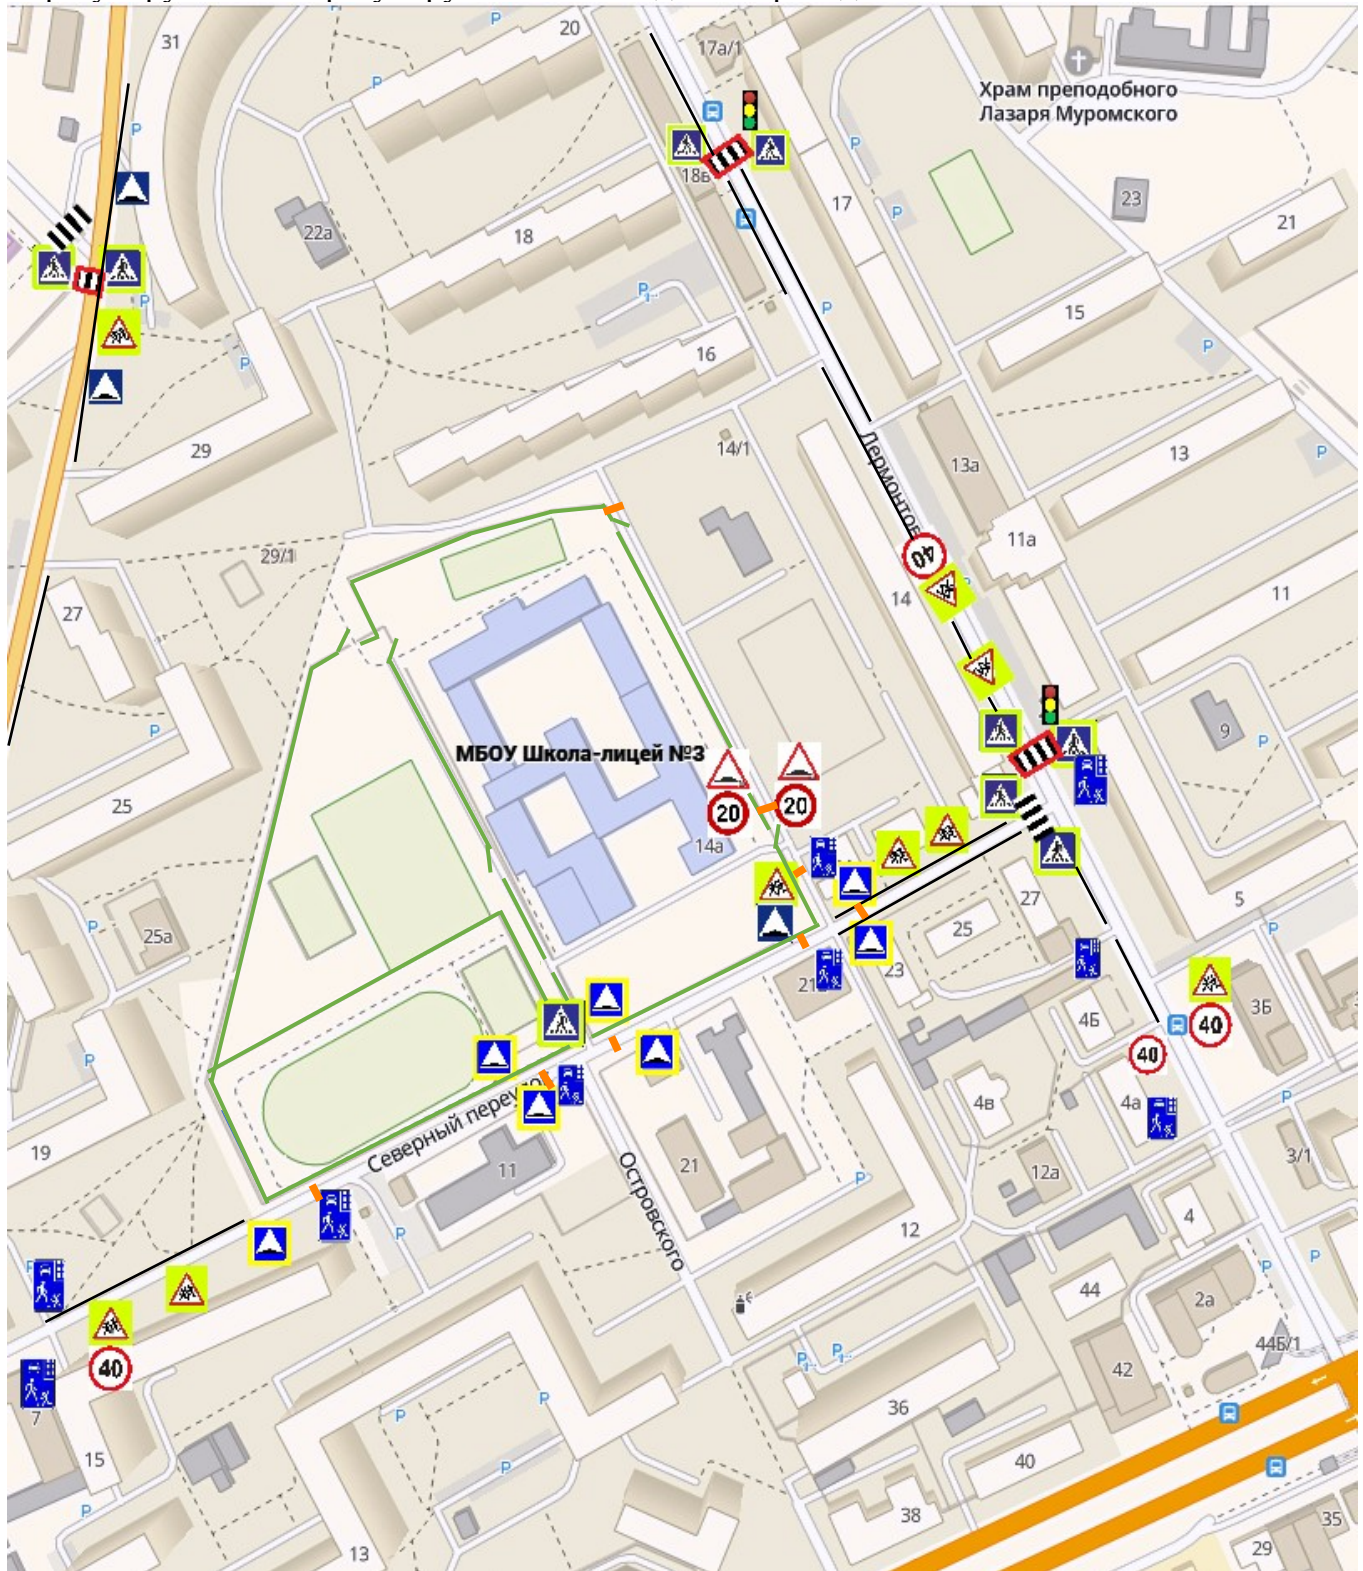 31
20
17а/1
Храм преподобного
Лазаря Муромского
P
P
P
P
18в
17
23
21
22а
18
P
P
P
P
15
P
P
16
29
14/1
13а
13
P
Лермонтова
29/1
40
11а
27
14
11
P
9
P
МБОУ Школа-лицей №3
25
20
20
14а
27
5
25а
P
25
P
21
23
3Б
4Б
40
40
P
4в
4а
P
Северный переулок
19
11
21
Островского
12а
3/1
P
P
12
4
P
P
P
44
2а
40
44Б/1
P
P
7
42
P
P
36
15
P
40
P
38
35
13
29